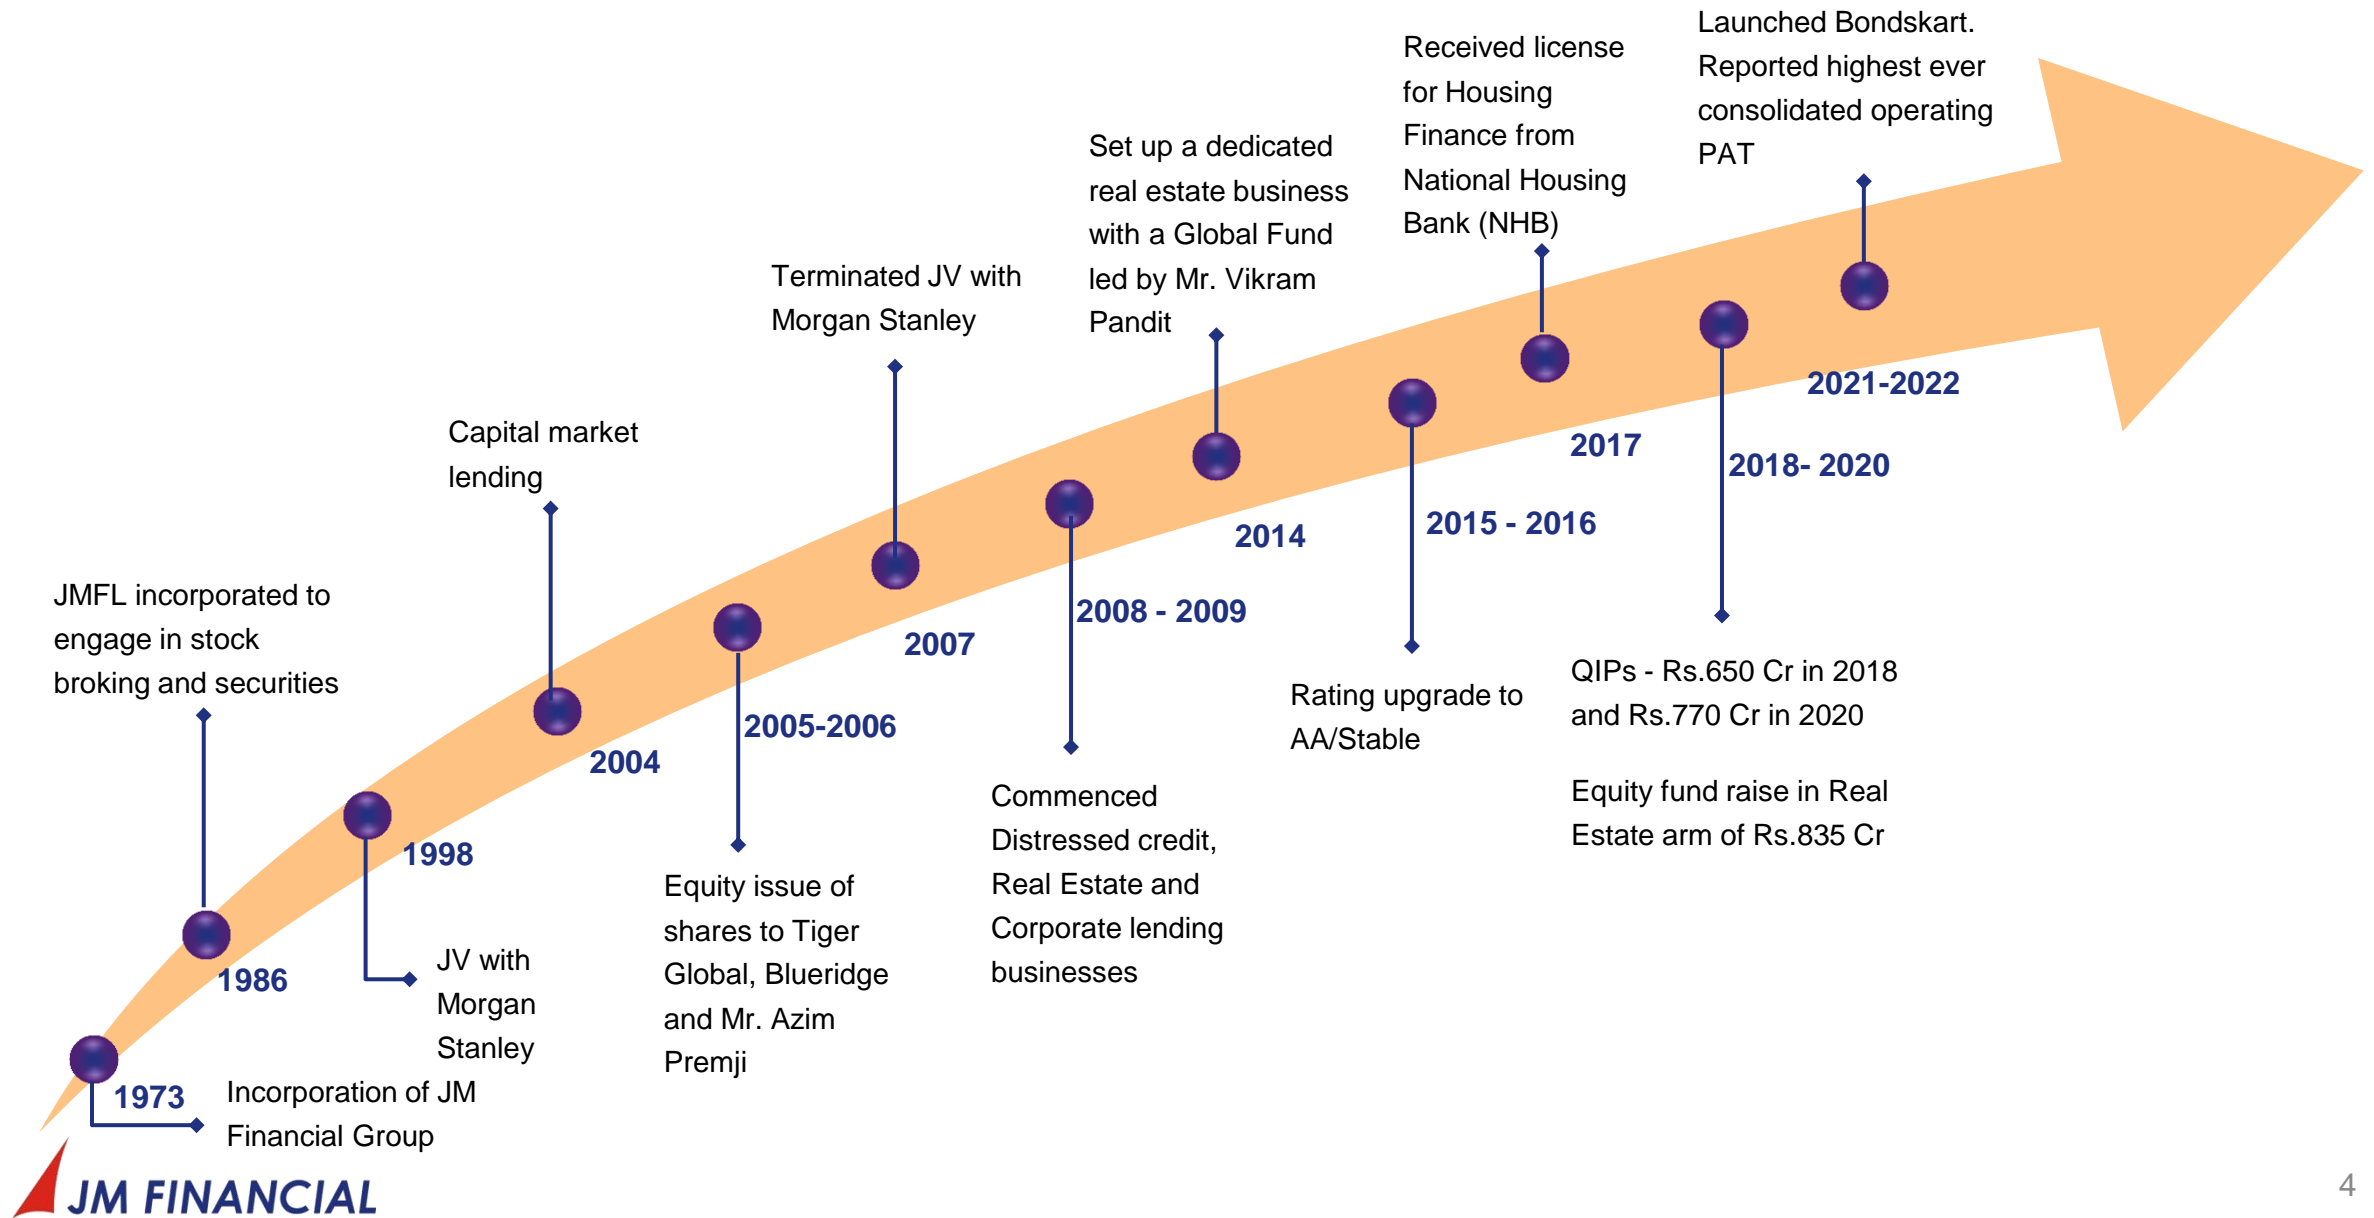 Launched Bondskart.
Reported highest ever
consolidated operating
PAT
Received license
for Housing
Finance from
National Housing
Bank (NHB)
Set up a dedicated
real estate business
with a Global Fund
led by Mr. Vikram
Pandit
Terminated JV with
Morgan Stanley
Capital market
lending
JMFL incorporated to
engage in stock
broking and securities
2021-2022
2017
2018- 2020
2015 - 2016
2014
2008 - 2009
2007
2005-2006
2004
1998
1986
1973
QIPs - Rs.650 Cr in 2018
and Rs.770 Cr in 2020
Equity fund raise in Real
Estate arm of Rs.835 Cr
Rating upgrade to
AA/Stable
Commenced
Distressed credit,
Real Estate and
Corporate lending
businesses
Equity issue of
shares to Tiger
Global, Blueridge
and Mr. Azim
Premji
JV with
Morgan
Stanley
Incorporation of JM
Financial Group
JM FINANCIAL
4